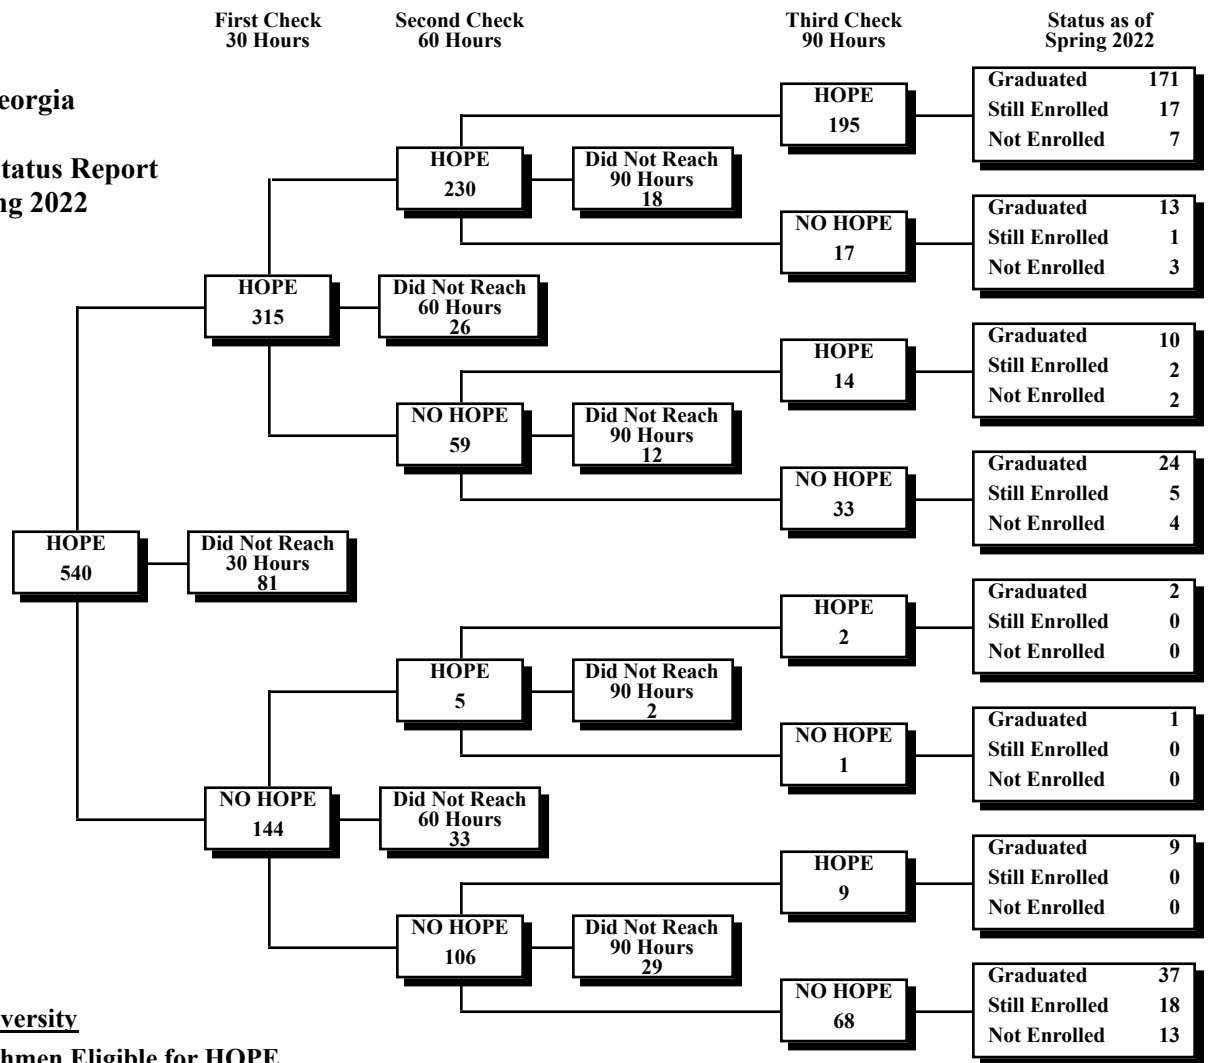 First Check
30 Hours
Second Check
60 Hours
Third Check
90 Hours
Status as of
Spring 2022
Status Report
2022
HOPE
540
Did Not Reach
30 Hours
81
HOPE
315
Did Not Reach
60 Hours
26
NO HOPE
144
Did Not Reach
60 Hours
33
HOPE
230
Did Not Reach
90 Hours
18
NO HOPE
59
Did Not Reach
90 Hours
12
HOPE
5
Did Not Reach
90 Hours
2
NO HOPE
106
Did Not Reach
90 Hours
29
HOPE
195
Graduated 171
Still Enrolled 17
Not Enrolled 7
NO HOPE
17
Graduated 13
Still Enrolled 1
Not Enrolled 3
HOPE
14
Graduated 10
Still Enrolled 2
Not Enrolled 2
NO HOPE
33
Graduated 24
Still Enrolled 5
Not Enrolled 4
HOPE
2
Graduated 2
Still Enrolled 0
Not Enrolled 0
NO HOPE
1
Graduated 1
Still Enrolled 0
Not Enrolled 0
HOPE
9
Graduated 9
Still Enrolled 0
Not Enrolled 0
NO HOPE
68
Graduated 37
Still Enrolled 18
Not Enrolled 13
Eligible for HOPE